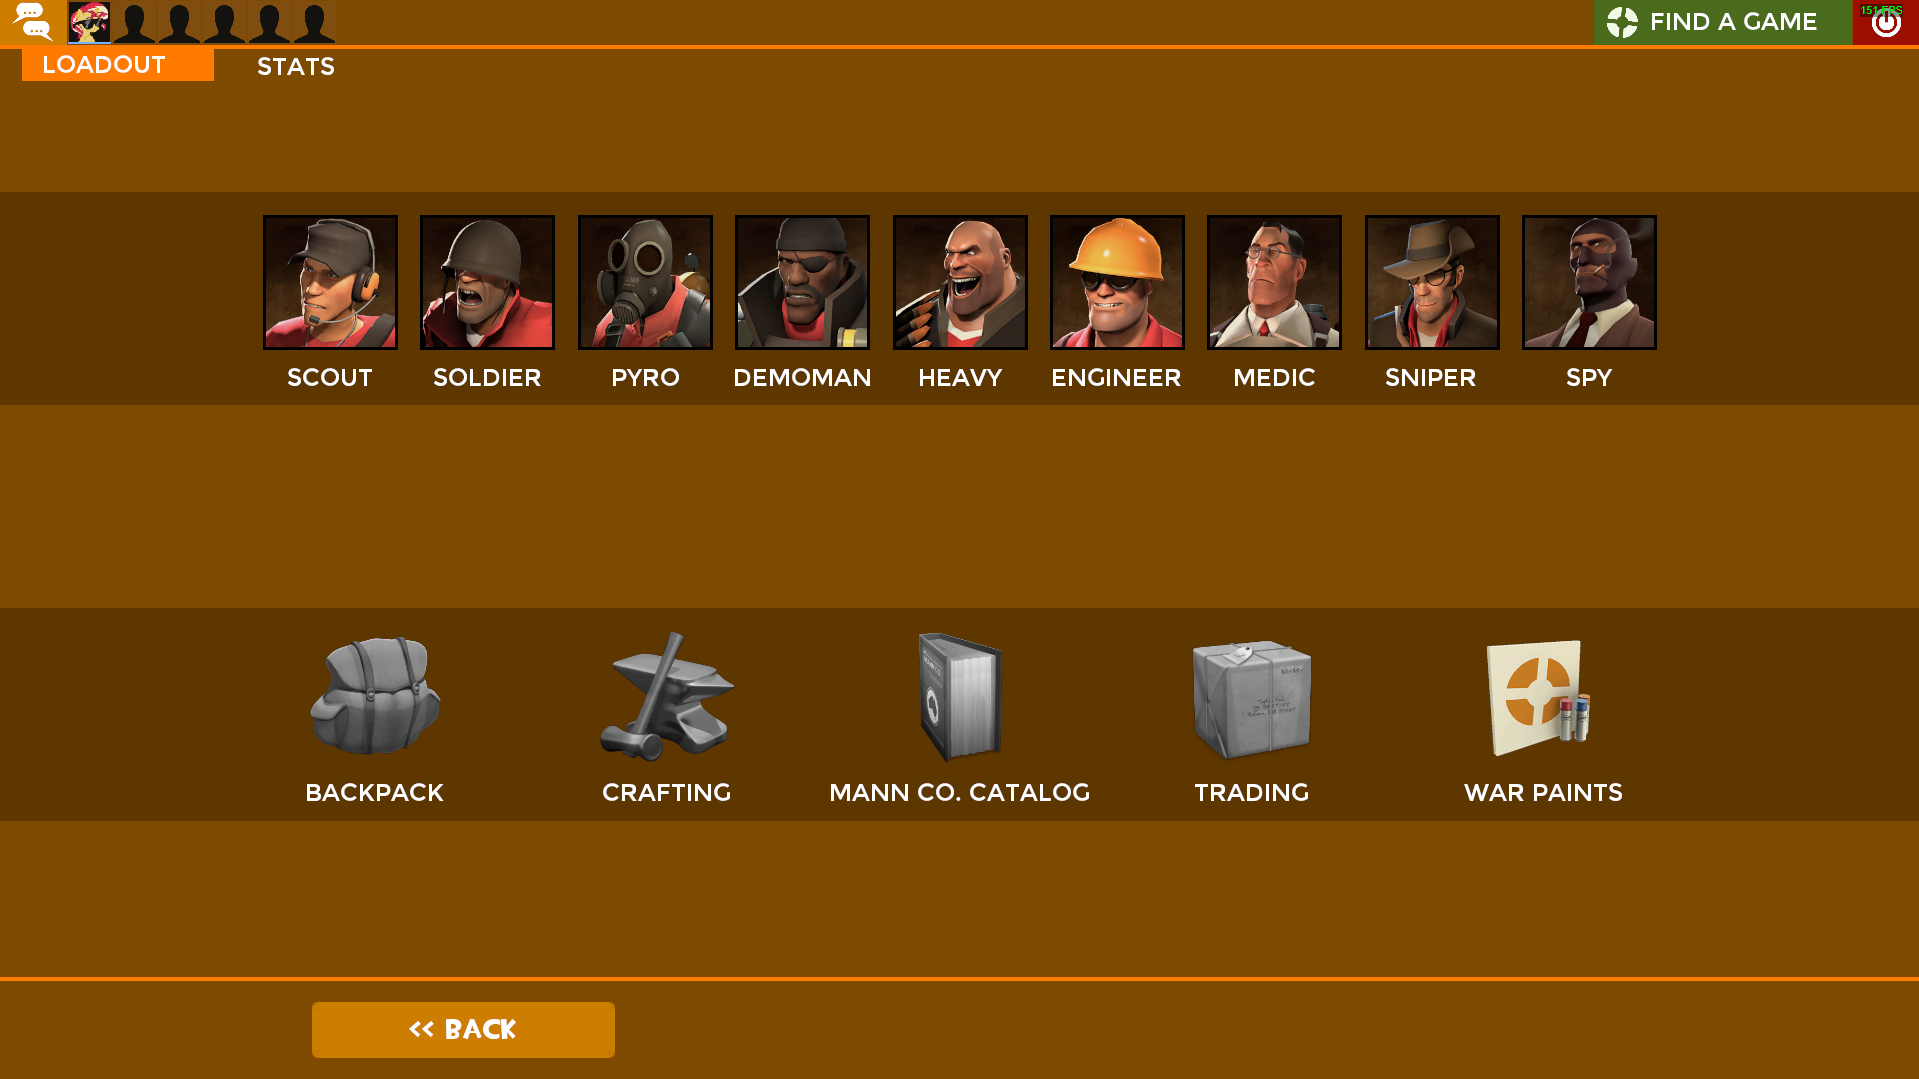 151 FPS
FIND A GAME
LOADOUT
STATS
SCOUT
SOLDIER
PYRO
DEMOMAN
HEAVY
ENGINEER
MEDIC
SNIPER
SPY
BACKPACK
CRAFTING
MANN CO. CATALOG
TRADING
WAR PAINTS
<< BACK